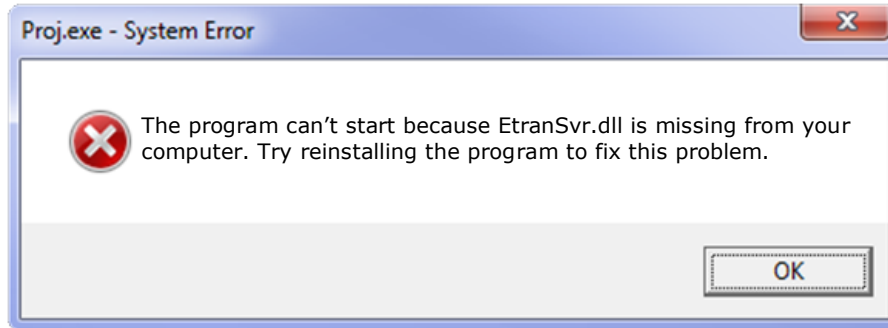 Proj.exe - System Error
The program can’t start because EtranSvr.dll is missing from your
computer. Try reinstalling the program to fix this problem.
OK